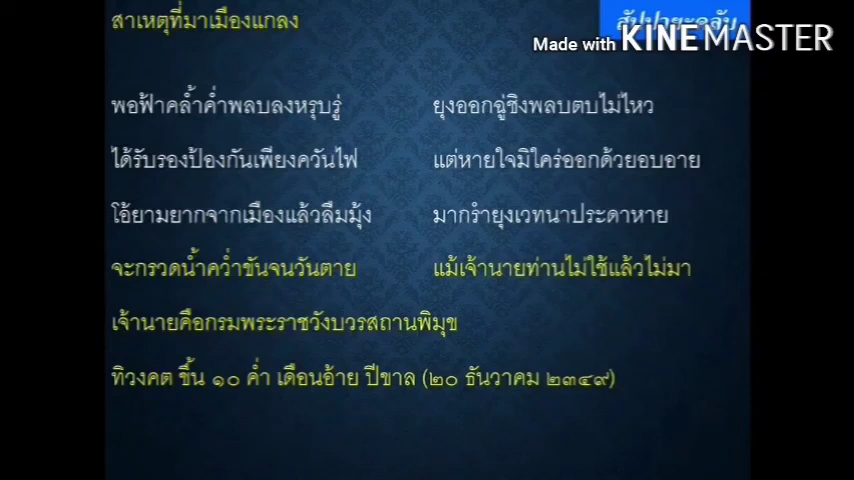 สาเหตุที่มาเมืองแกลง
Made with KINEMASTER
พอฟ้าคล้ำค่ำพลบลงหรุบรู่ ยุงออกฉู่ชิงพลบตบไม่ไหว
ได้รับรองป้องกันเพียงควันไฟ แต่หายใจมิใคร่ออกด้วยอบอาย
โอ้ยามยากจากเมืองแล้วลืมมุ้ง มากรำยุงเวทนาประดาหาย
จะกรวดน้ำคว่ำขันจนวันตาย แม้เจ้านายท่านไม่ใช้แล้วไม่มา
เจ้านายคือกรมพระราชวังบวรสถานพิมุข
ทิวงคต ขึ้น ๑๐ ค่ำ เดือนอ้าย ปีขาล (๒๐ ธันวาคม ๒๓๔๙)